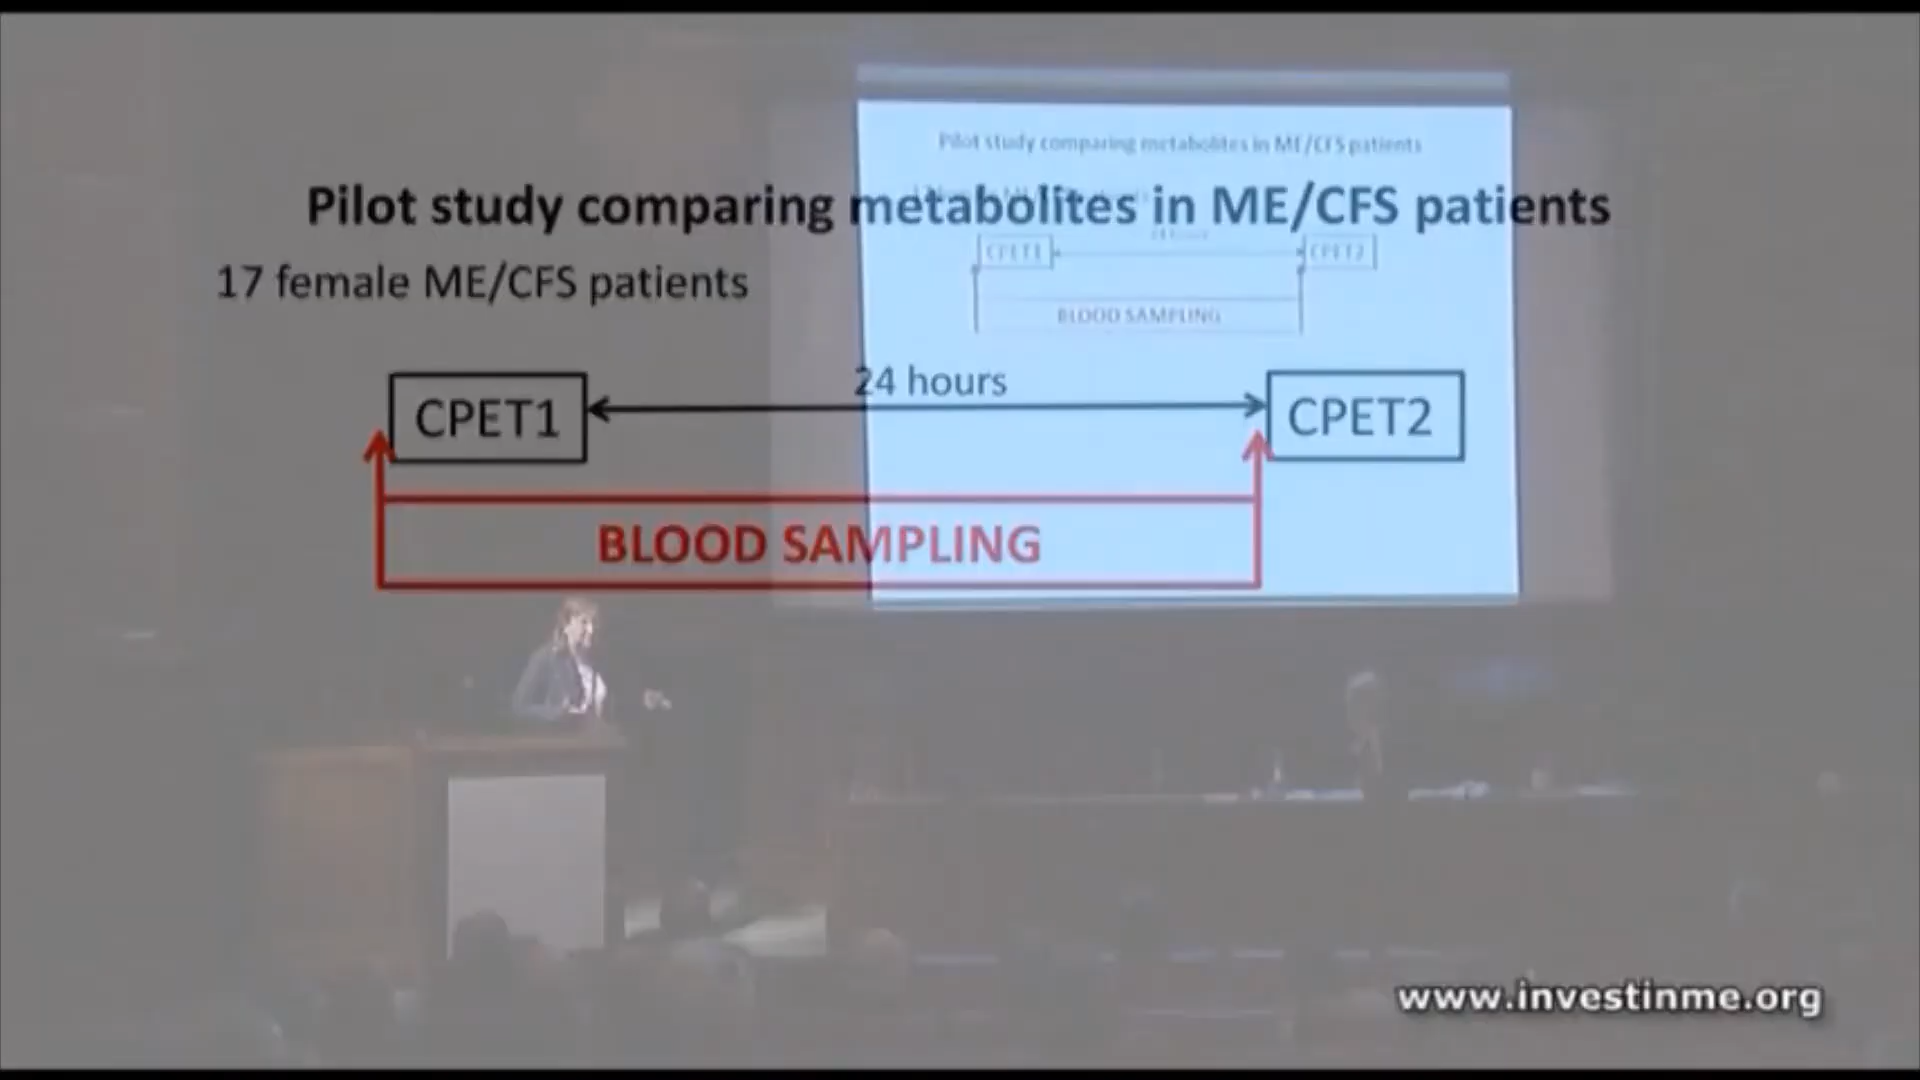 Pilot study comparing metabolites in ME/CFS patients
17 female ME/CFS patients
24 hours
CPET1
CPET2
BLOOD SAMPLING
Pilot study comparing metabolites in ME/CFS patients
CPET1
CPET2
BLOOD SAMPLING
www.investinme.org